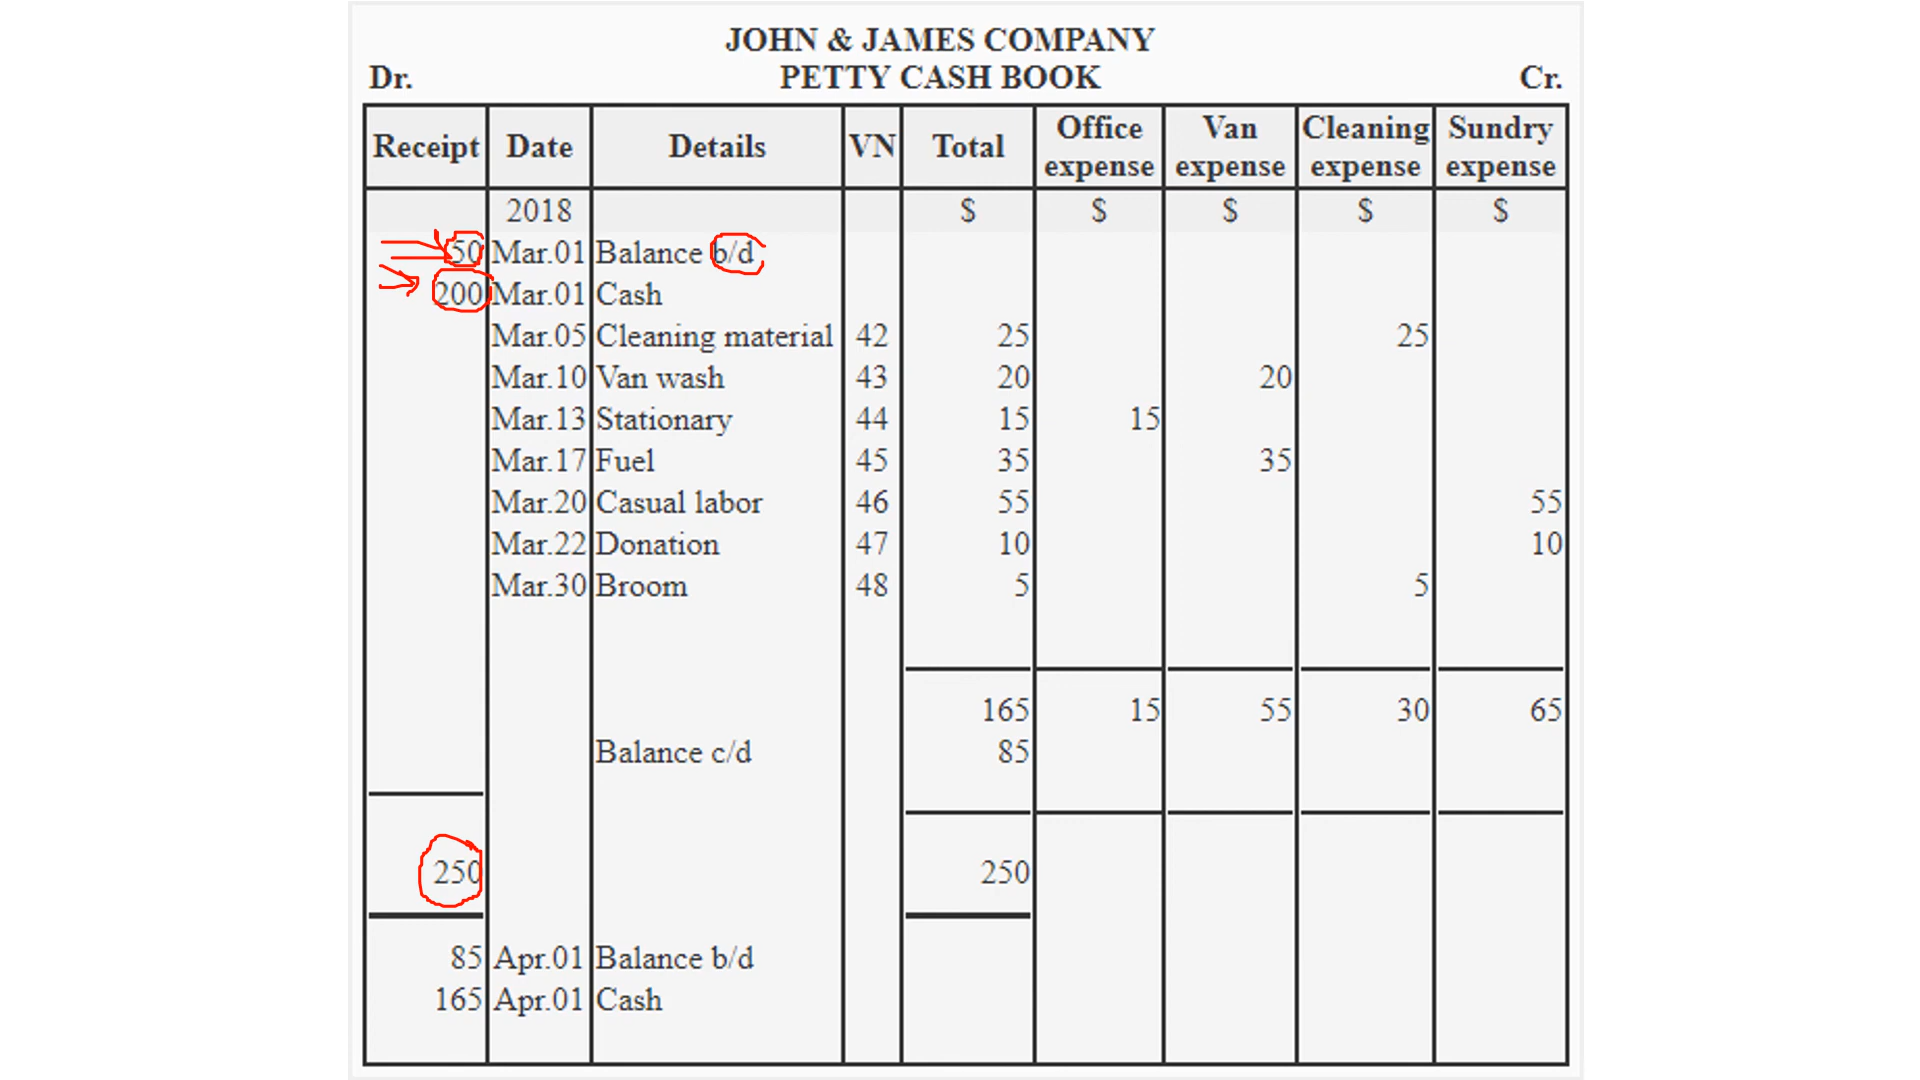 JOHN & JAMES COMPANY
Dr. PETTY CASH BOOK Cr.
Receipt Date Details VN Total Office expense Van expense Cleaning expense Sundry expense
2018 $ $ $ $ $
50 Mar.01 Balance b/d
200 Mar.01 Cash
Mar.05 Cleaning material 42 25 25
Mar.10 Van wash 43 20 20
Mar.13 Stationary 44 15 15
Mar.17 Fuel 45 35 35
Mar.20 Casual labor 46 55 55
Mar.22 Donation 47 10 10
Mar.30 Broom 48 5 5
165 15 55 30 65
Balance c/d 85
250 250
85 Apr.01 Balance b/d
165 Apr.01 Cash